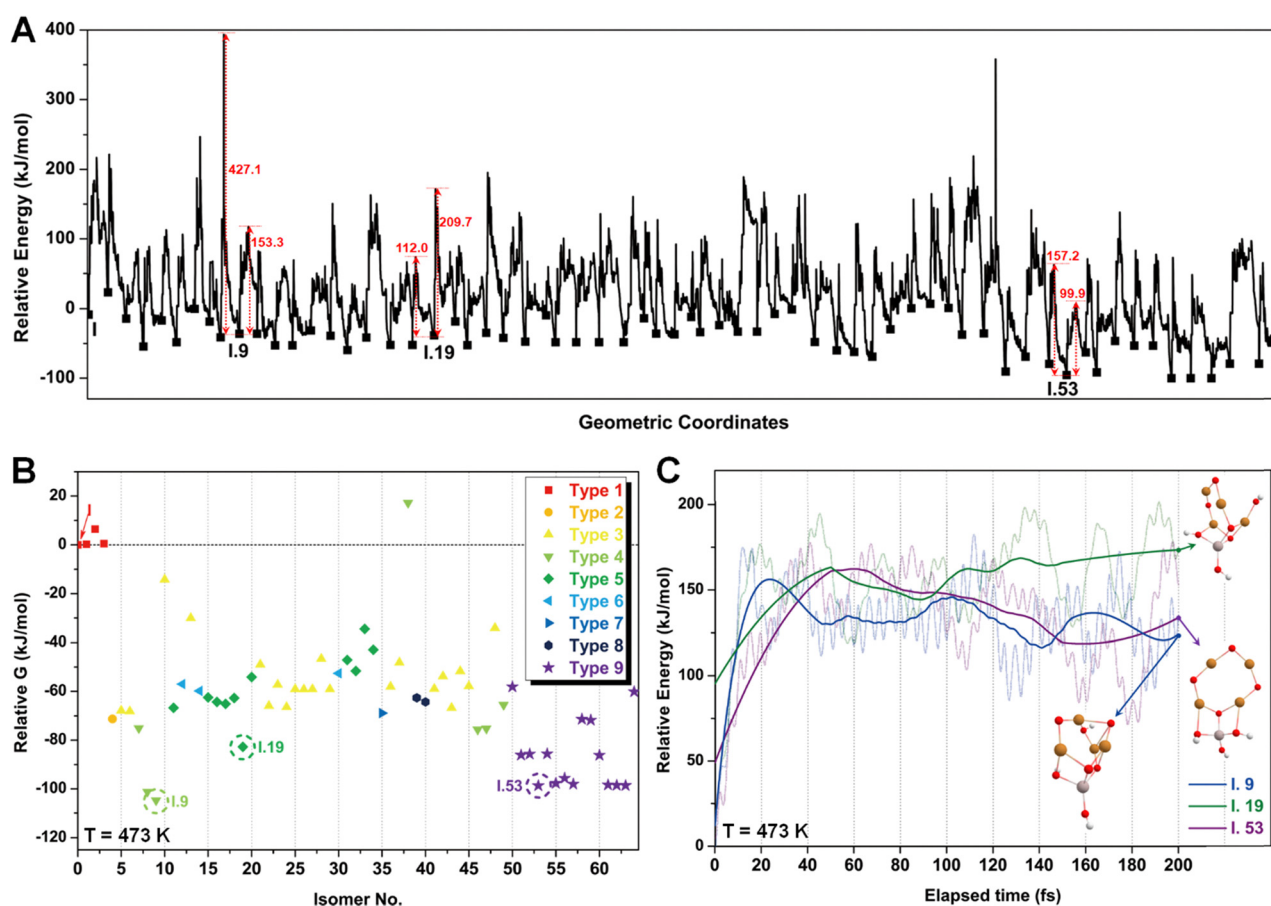 A
400
300
200
100
0
-100
Relative Energy (kJ/mol)
427.1
153.3
112.0
209.7
157.2
99.9
I
I.9
I.19
I.53
Geometric Coordinates
B
20
0
-20
-40
-60
-80
-100
-120
Relative G (kJ/mol)
I
Type 1
Type 2
Type 3
Type 4
Type 5
Type 6
Type 7
Type 8
Type 9
I.19
I.9
I.53
T = 473 K
0 5 10 15 20 25 30 35 40 45 50 55 60
Isomer No.
C
200
150
100
50
0
Relative Energy (kJ/mol)
I. 9
I. 19
I. 53
T = 473 K
0 20 40 60 80 100 120 140 160 180 200
Elapsed time (fs)